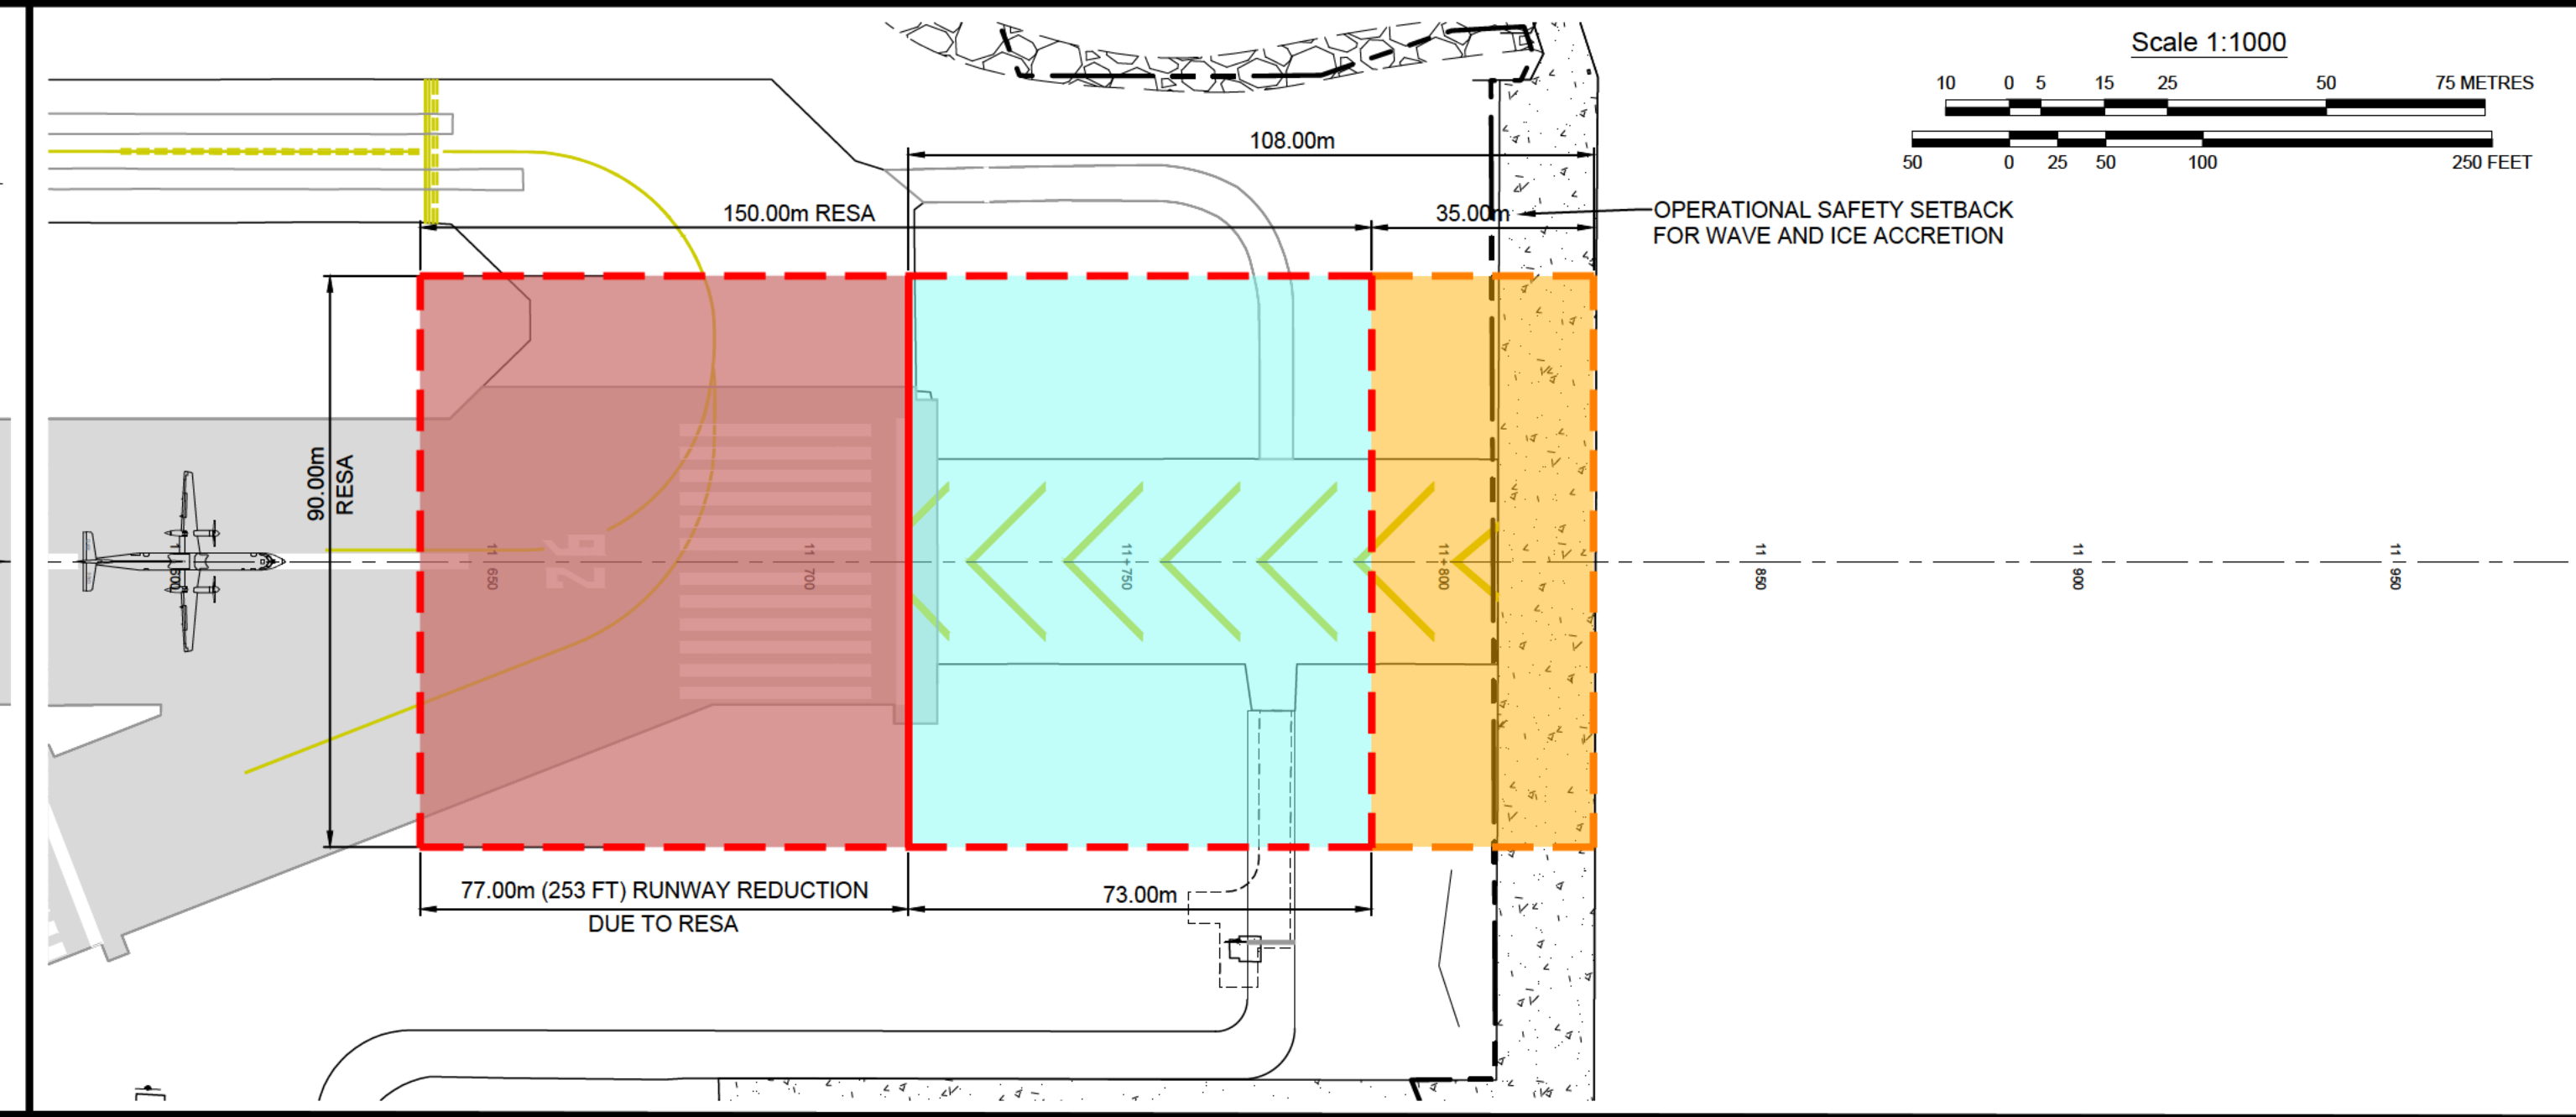 Scale 1:1000
10 0 5 15 25 50 75 METRES
50 0 25 50 100 250 FEET
108.00m
150.00m RESA
35.00m
OPERATIONAL SAFETY SETBACK
FOR WAVE AND ICE ACCRETION
90.00m
RESA
26
11 650
11 700
11+750
11+800
11 850
11 900
11 950
77.00m (253 FT) RUNWAY REDUCTION
DUE TO RESA
73.00m